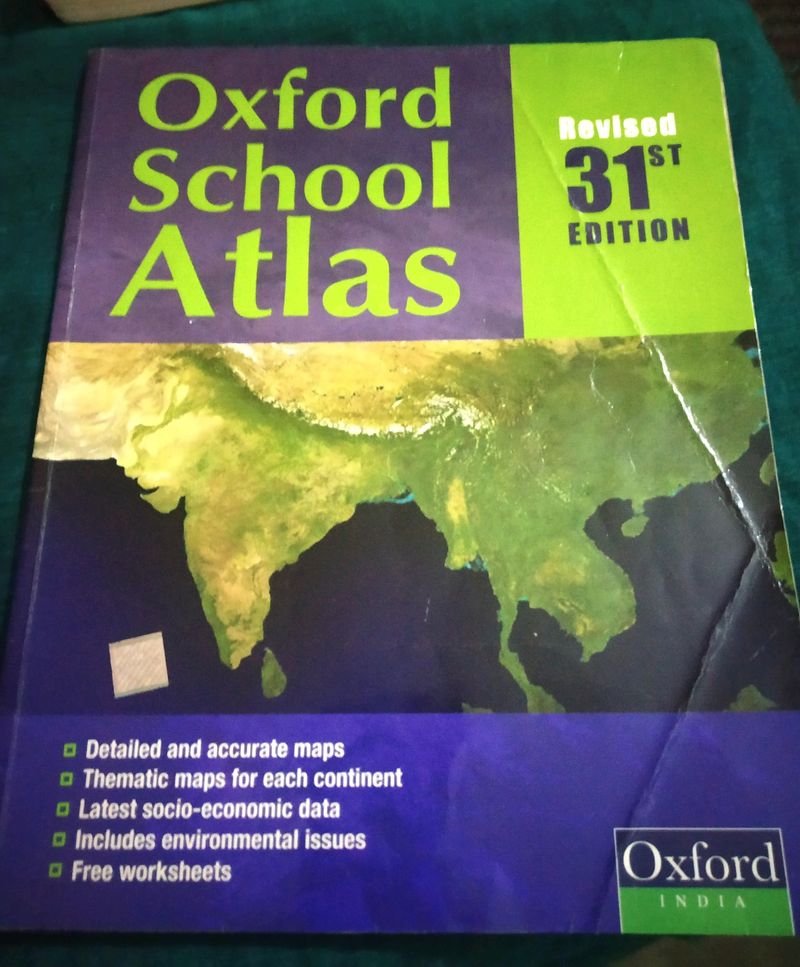 Oxford
School
Atlas
Revised
31ST
EDITION
Detailed and accurate maps
Thematic maps for each continent
Latest socio-economic data
Includes environmental issues
Free worksheets
Oxford
INDIA